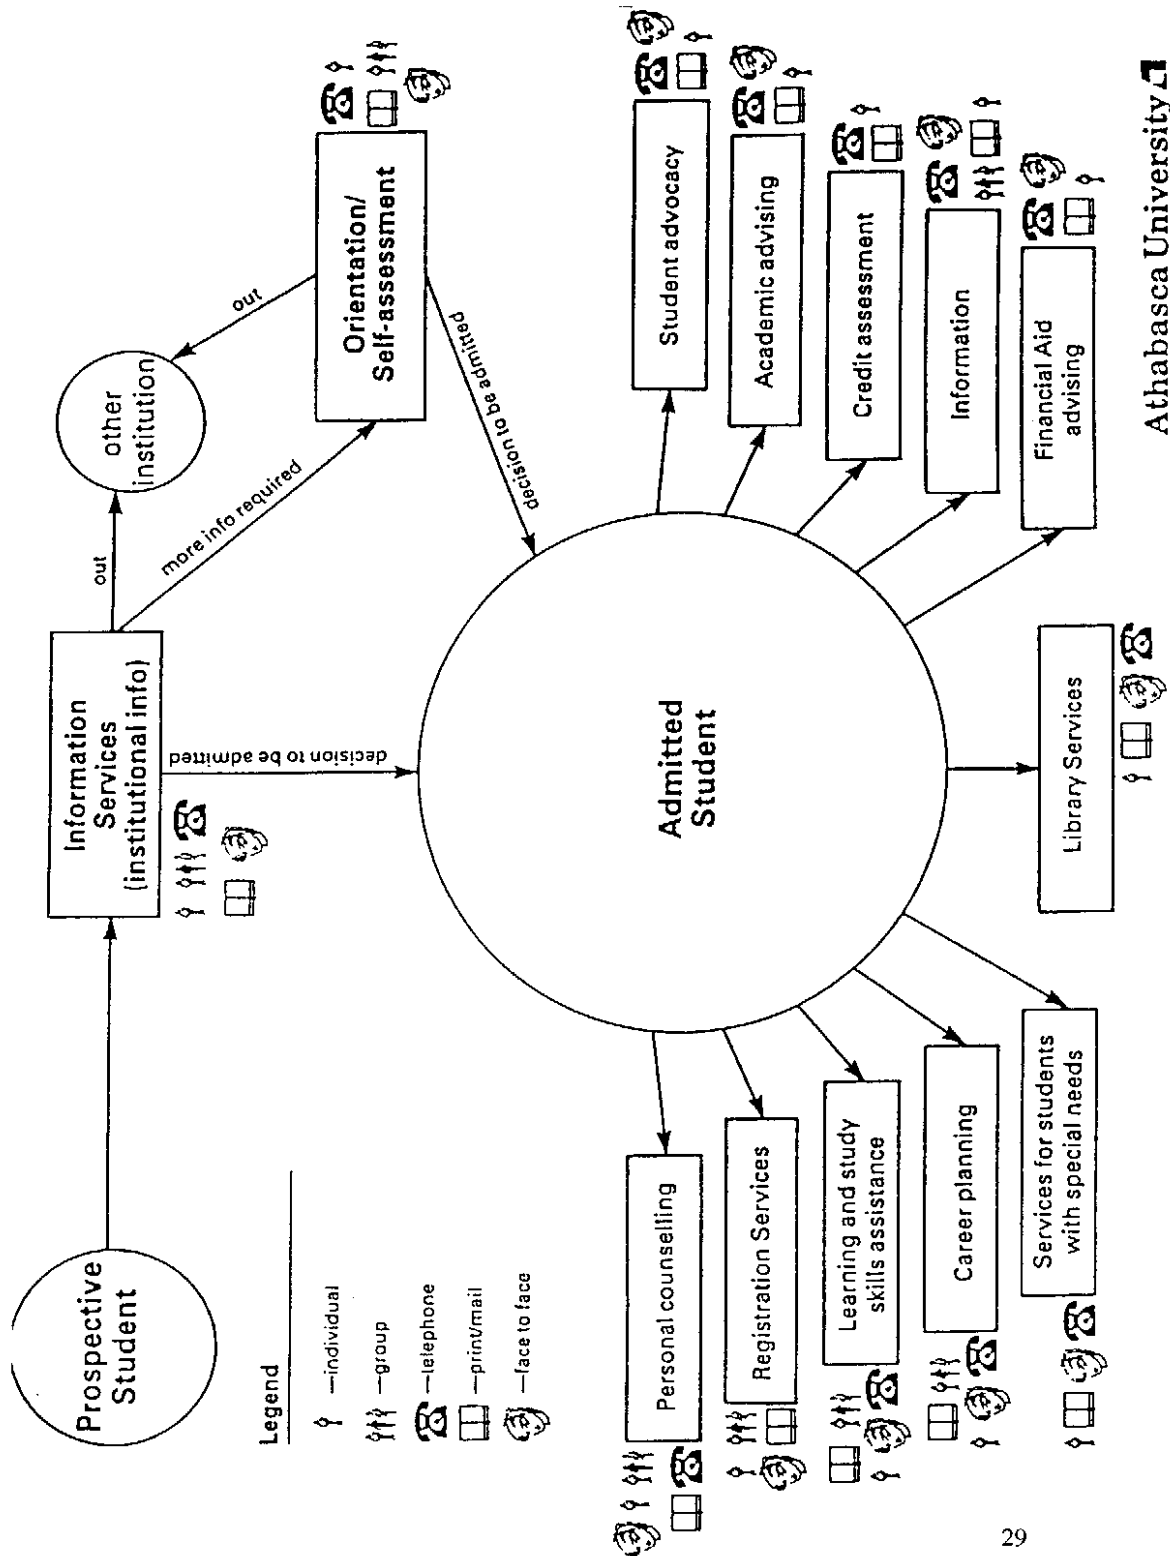 Prospective
Student
Information
Services
(institutional info)
out
other
institution
out
more info required
Orientation/
Self-assessment
decision to be admitted
decision to be admitted
Legend
—individual
—group
—telephone
—print/mail
—face to face
Admitted
Student
Personal counselling
Registration Services
Learning and study
skills assistance
Career planning
Services for students
with special needs
Library Services
Student advocacy
Academic advising
Credit assessment
Information
Financial Aid
advising
Athabasca University
29